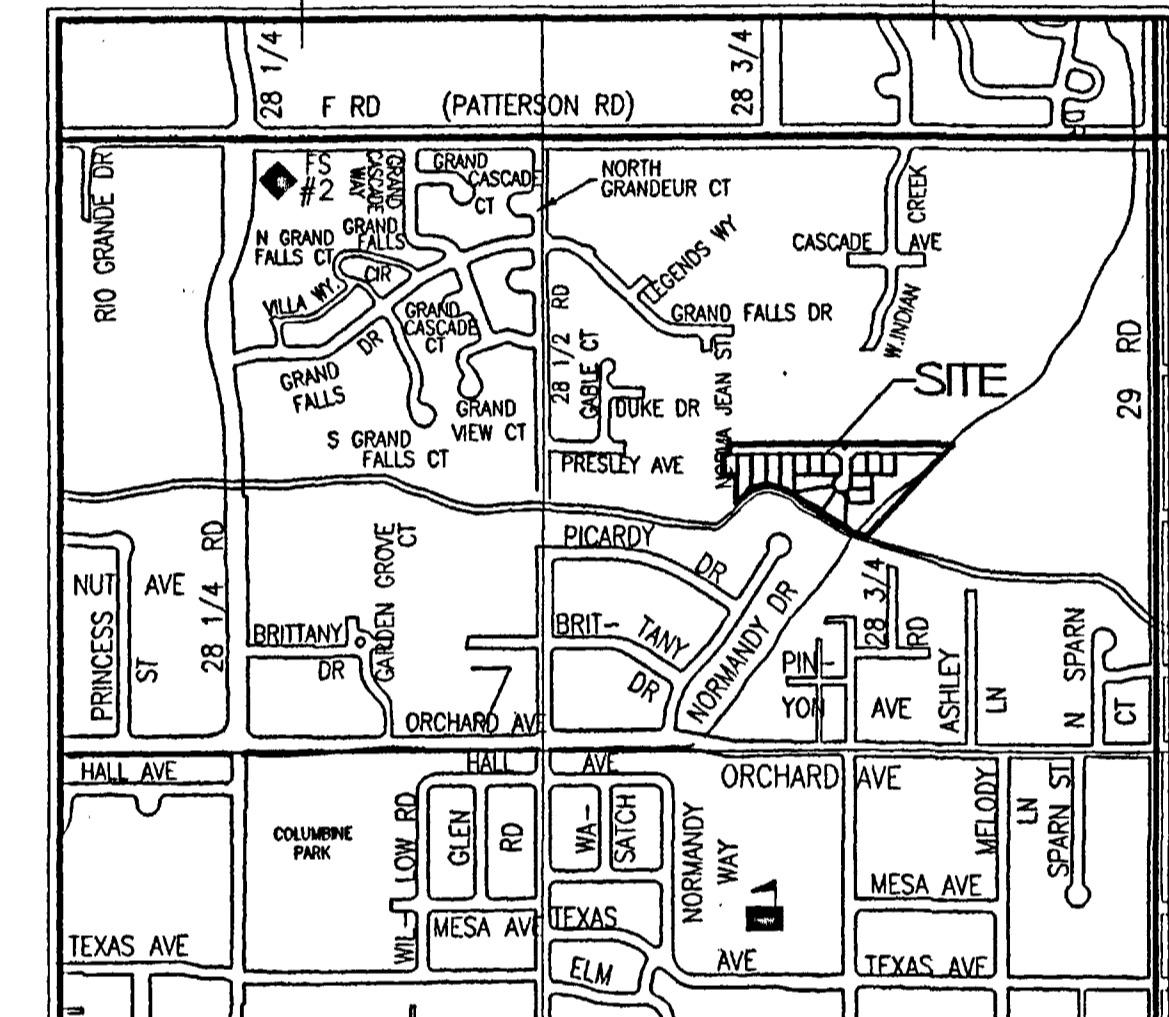 28 1/4
F RD (PATTERSON RD)
28 3/4
DR
RIO GRANDE DR
FS
#2
GRAND
CASCADE
WAY
GRAND
CASCADE
CT
NORTH
GRANDEUR CT
N GRAND
FALLS CT
GRAND
FALLS
CIR
VILLA WY.
GRAND
CASCADE
CT
DR
GRAND
FALLS
GRAND
VIEW CT
S GRAND
FALLS CT
LEGENDS WY
GRAND FALLS DR
28 1/2 RD
GABLE CT
DUKE DR
NORMA JEAN ST
PRESLEY AVE
CASCADE AVE
W.INDIAN CREEK
SITE
29 RD
NUT AVE
PRINCESS
ST
28 1/4 RD
BRITTANY
DR
GARDEN GROVE
CT
PICARDY
DR
BRIT-
TANY
DR
NORMANDY DR
ORCHARD AVE
PIN-
YON AVE
28 3/4
RD
ASHLEY
LN
N SPARN
CT
HALL AVE
HALL AVE
ORCHARD AVE
COLUMBINE
PARK
WIL-LOW RD
GLEN
RD
WA-
SATCH
NORMANDY
WAY
MELODY
LN
SPARN ST
MESA AVE
MESA AVE
TEXAS AVE
TEXAS
AVE
TEXAS AVE
ELM